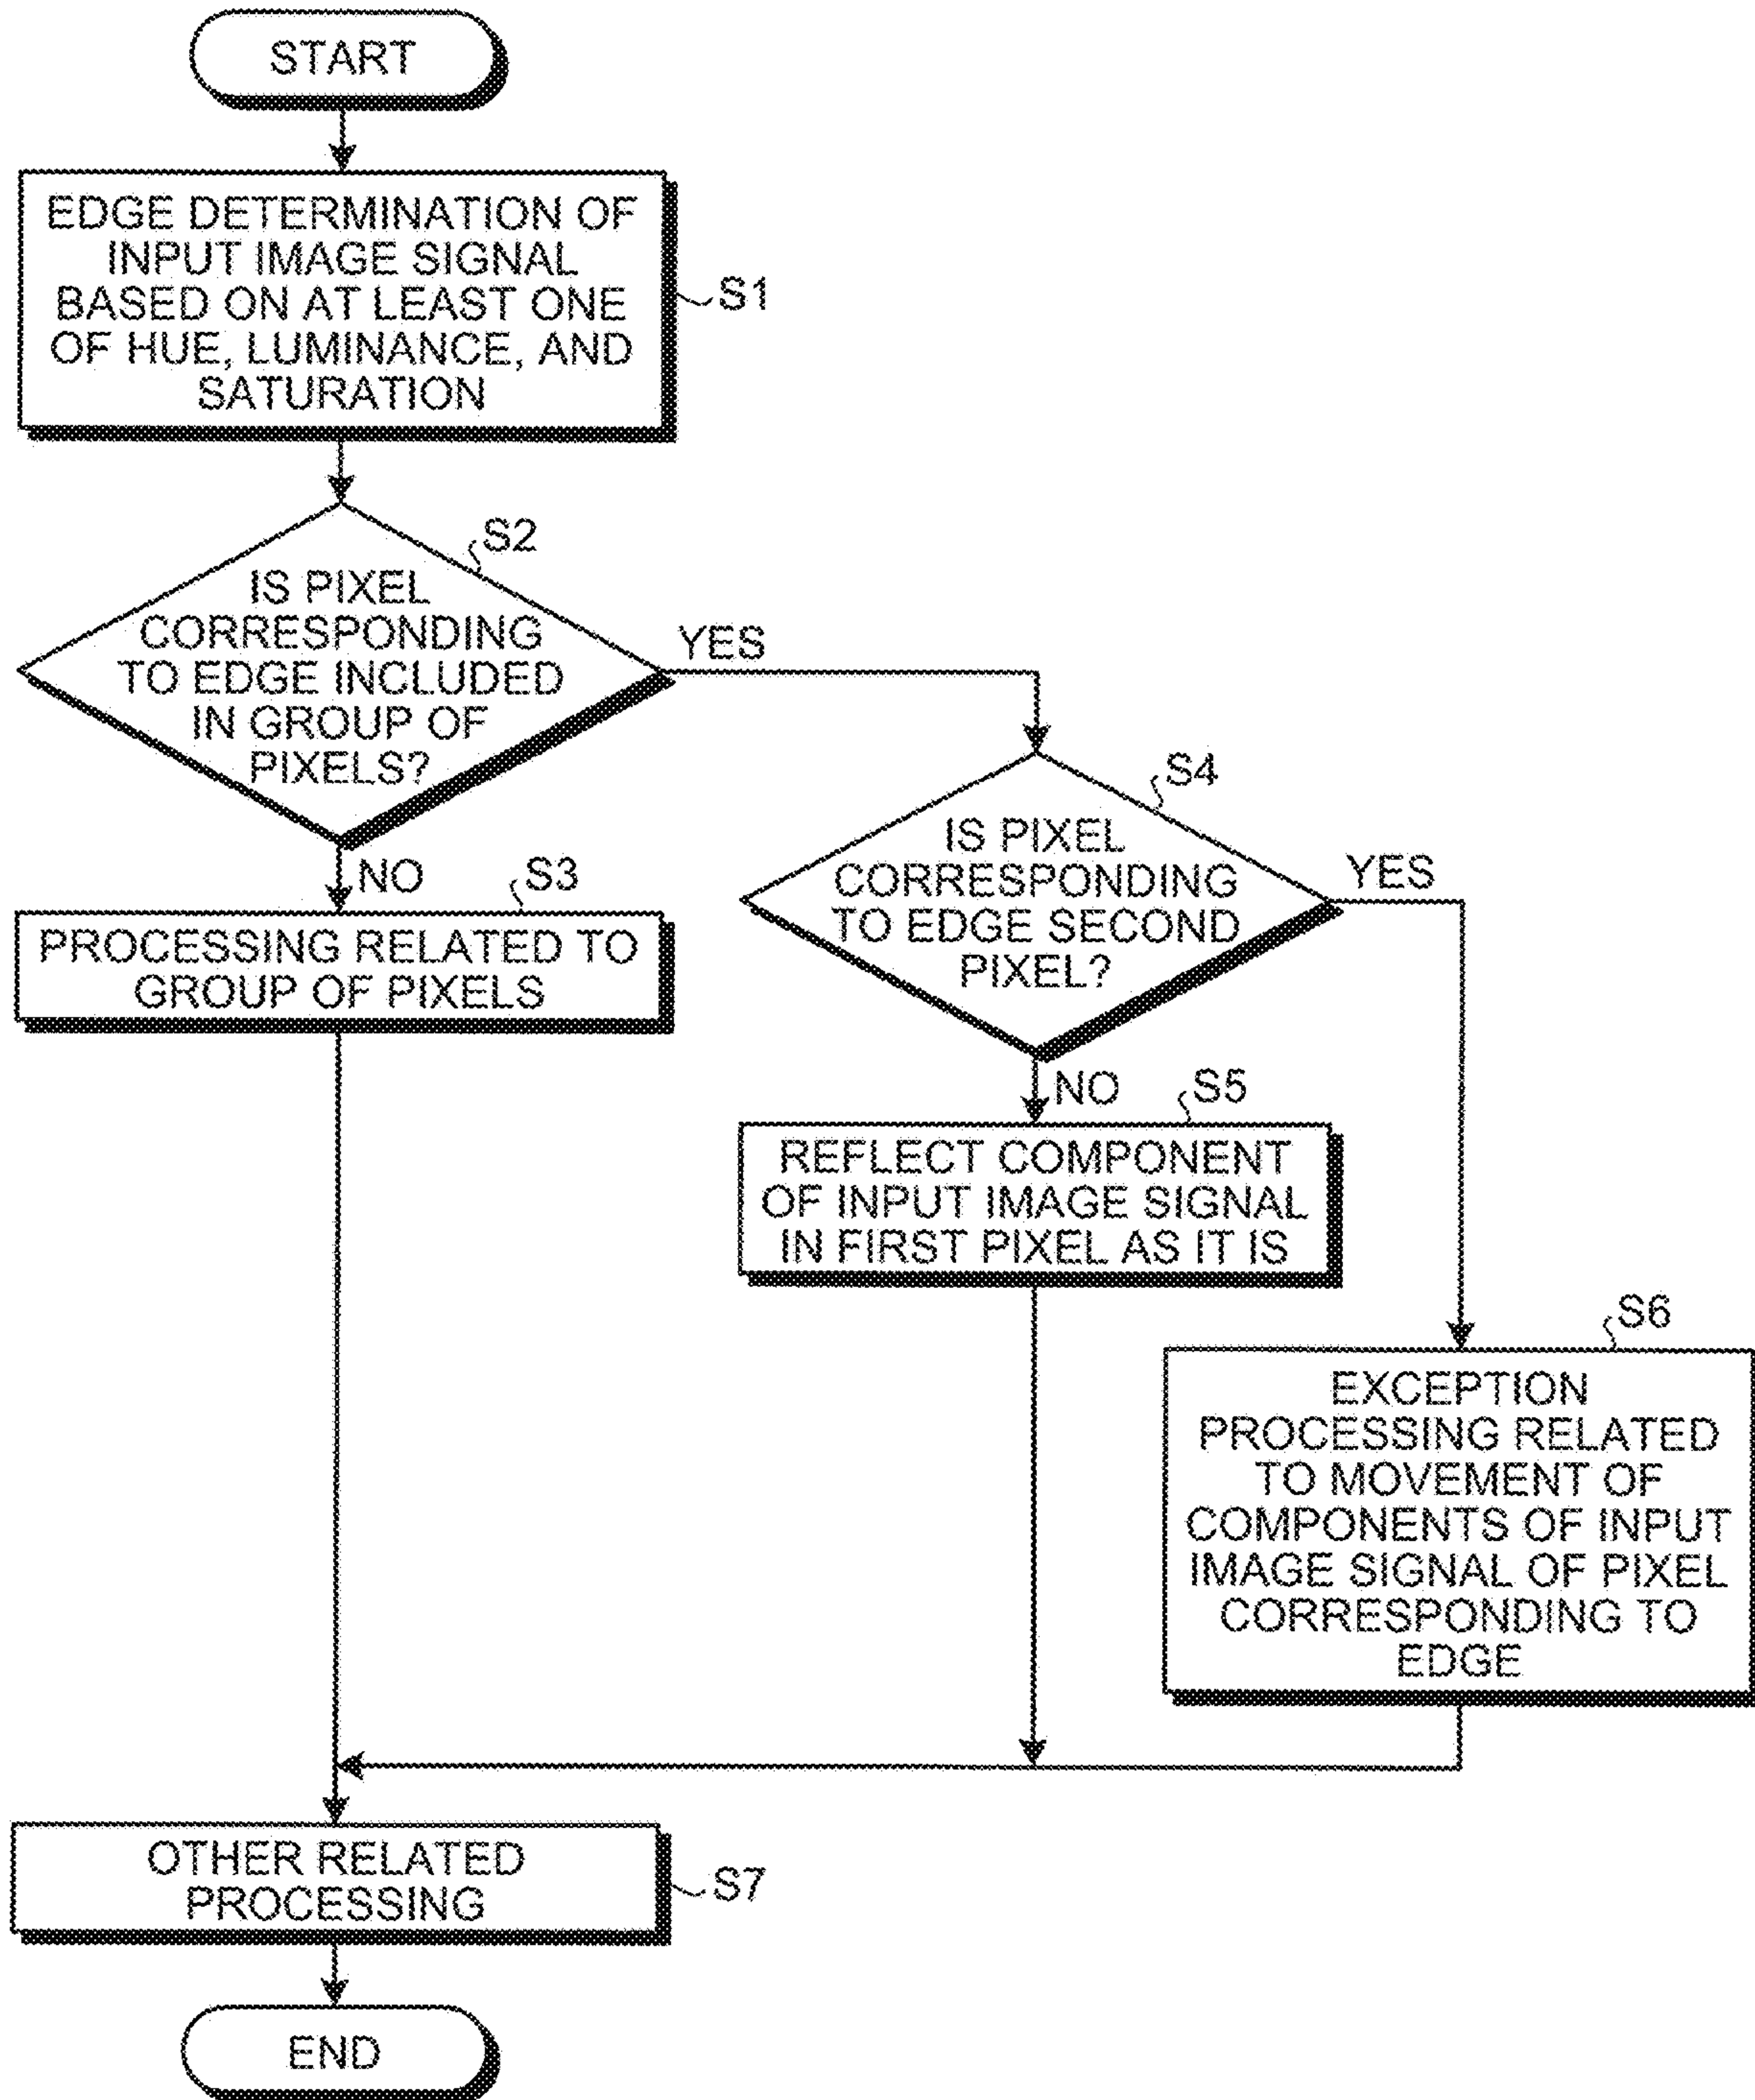 START
EDGE DETERMINATION OF
INPUT IMAGE SIGNAL
BASED ON AT LEAST ONE
OF HUE, LUMINANCE, AND
SATURATION
S1
S2
IS PIXEL
CORRESPONDING
TO EDGE INCLUDED
IN GROUP OF
PIXELS?
YES
NO
S3
PROCESSING RELATED TO
GROUP OF PIXELS
S4
IS PIXEL
CORRESPONDING
TO EDGE SECOND
PIXEL?
YES
NO
S5
REFLECT COMPONENT
OF INPUT IMAGE SIGNAL
IN FIRST PIXEL AS IT IS
S6
EXCEPTION
PROCESSING RELATED
TO MOVEMENT OF
COMPONENTS OF INPUT
IMAGE SIGNAL OF PIXEL
CORRESPONDING TO
EDGE
OTHER RELATED
PROCESSING
S7
END